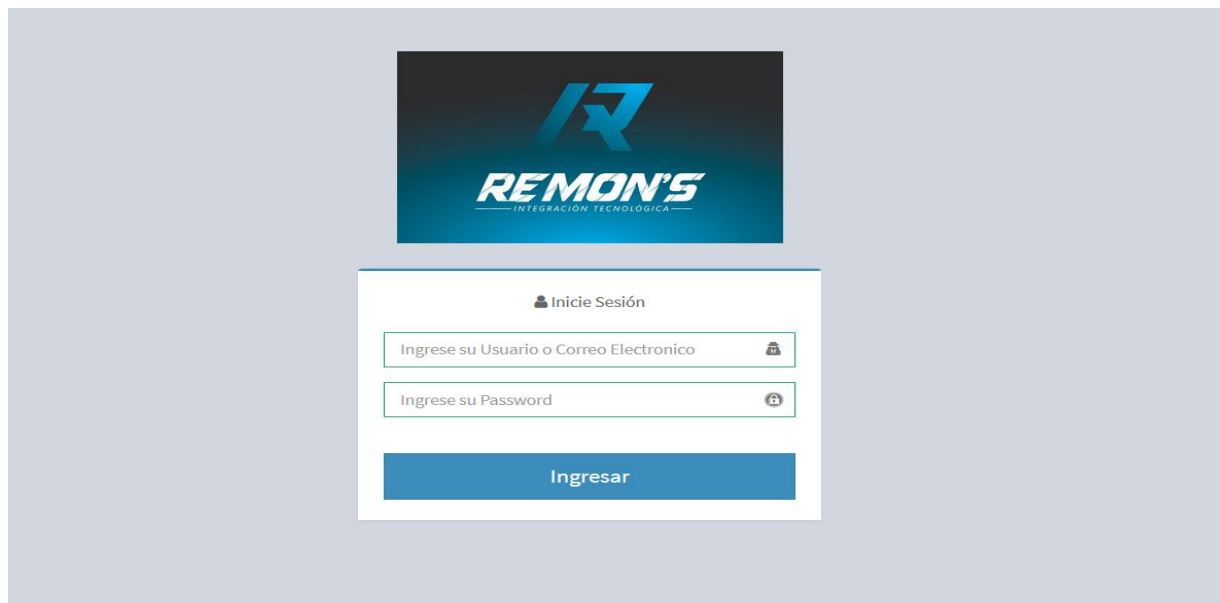 REMON'S
INTEGRACIÓN TECNOLÓGICA
Inicie Sesión
Ingrese su Usuario o Correo Electronico
Ingrese su Password
Ingresar